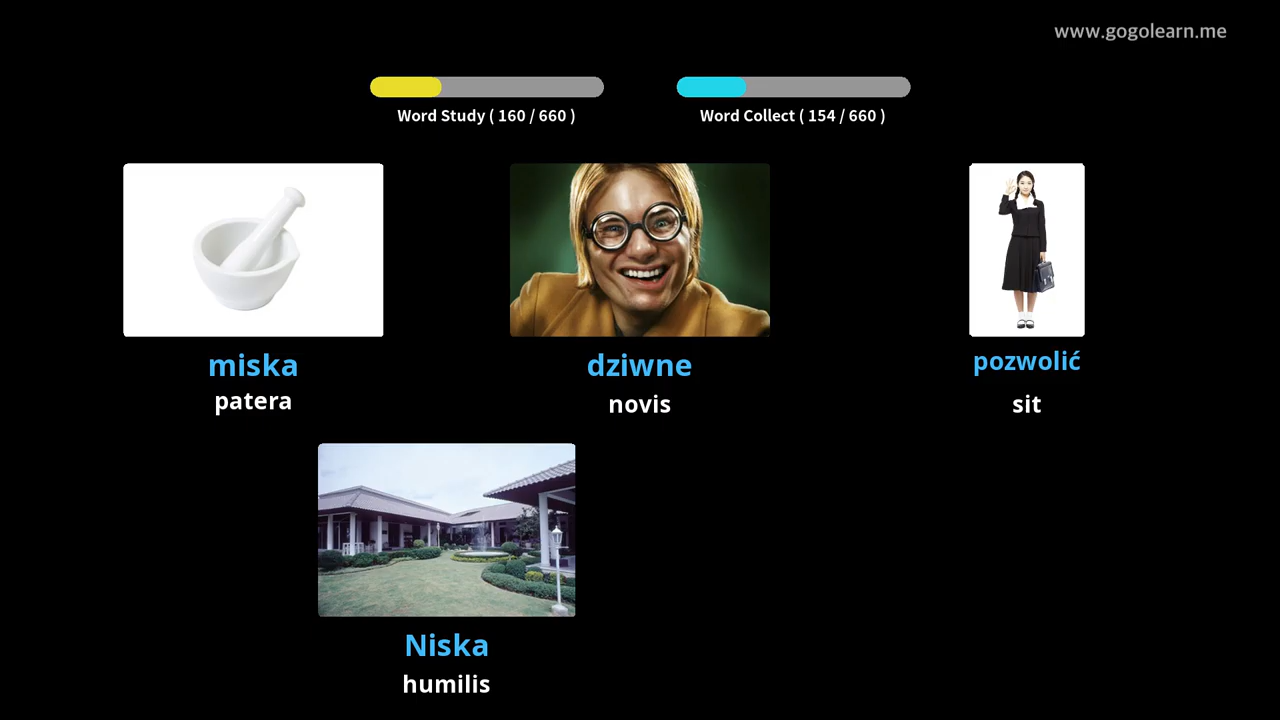 www.gogolearn.me
Word Study ( 160 / 660 )
Word Collect ( 154 / 660 )
miska
patera
dziwne
novis
pozwolić
sit
Niska
humilis